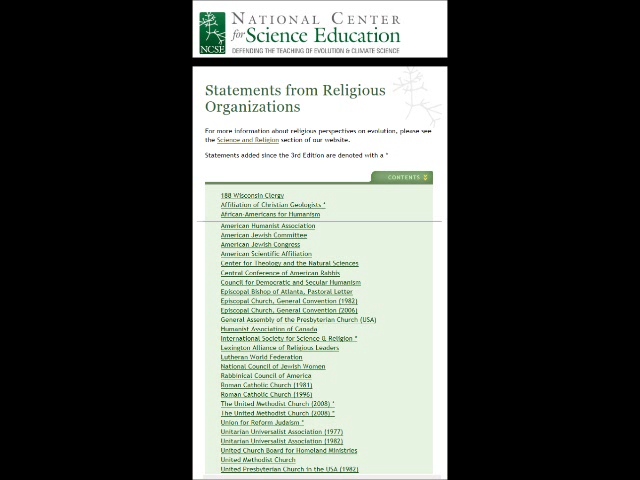 NATIONAL CENTER
for Science Education
NCSE
DEFENDING THE TEACHING OF EVOLUTION & CLIMATE SCIENCE
Statements from Religious
Organizations
For more information about religious perspectives on evolution, please see
the Science and Religion section of our website.
Statements added since the 3rd Edition are denoted with a *
CONTENTS
188 Wisconsin Clergy
Affiliation of Christian Geologists *
African-Americans for Humanism
American Humanist Association
American Jewish Committee
American Jewish Congress
American Scientific Affiliation
Center for Theology and the Natural Sciences
Central Conference of American Rabbis
Council for Democratic and Secular Humanism
Episcopal Bishop of Atlanta, Pastoral Letter
Episcopal Church, General Convention (1982)
Episcopal Church, General Convention (2006)
General Assembly of the Presbyterian Church (USA)
Humanist Association of Canada
International Society for Science & Religion *
Lexington Alliance of Religious Leaders
Lutheran World Federation
National Council of Jewish Women
Rabbinical Council of America
Roman Catholic Church (1981)
Roman Catholic Church (1996)
The United Methodist Church (2008) *
The United Methodist Church (2008) *
Union for Reform Judaism *
Unitarian Universalist Association (1977)
Unitarian Universalist Association (1982)
United Church Board for Homeland Ministries
United Methodist Church
United Presbyterian Church in the USA (1982)